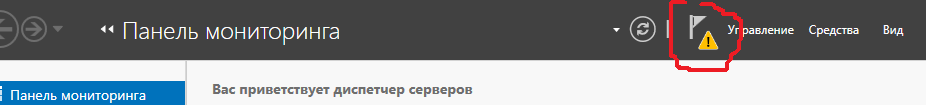 Панель мониторинга Управление Средства Вид
Панель мониторинга
Вас приветствует диспетчер серверов